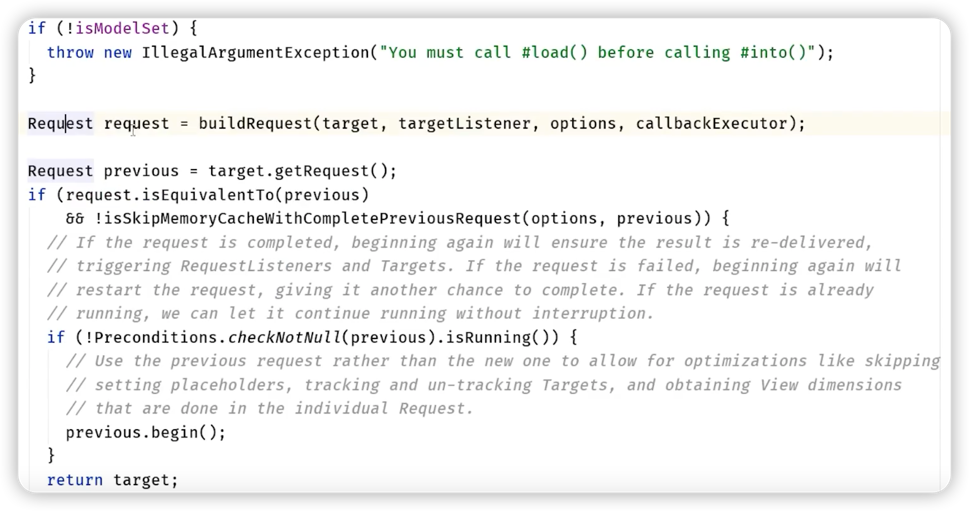 if (!isModelSet) {
throw new IllegalArgumentException("You must call #load() before calling #into()");
}
Request request = buildRequest(target, targetListener, options, callbackExecutor);
Request previous = target.getRequest();
if (request.isEquivalentTo(previous)
&& !isSkipMemoryCacheWithCompletePreviousRequest(options, previous)) {
// If the request is completed, beginning again will ensure the result is re-delivered,
// triggering RequestListeners and Targets. If the request is failed, beginning again will
// restart the request, giving it another chance to complete. If the request is already
// running, we can let it continue running without interruption.
if (!Preconditions.checkNotNull(previous).isRunning()) {
// Use the previous request rather than the new one to allow for optimizations like skipping
// setting placeholders, tracking and un-tracking Targets, and obtaining View dimensions
// that are done in the individual Request.
previous.begin();
}
return target;